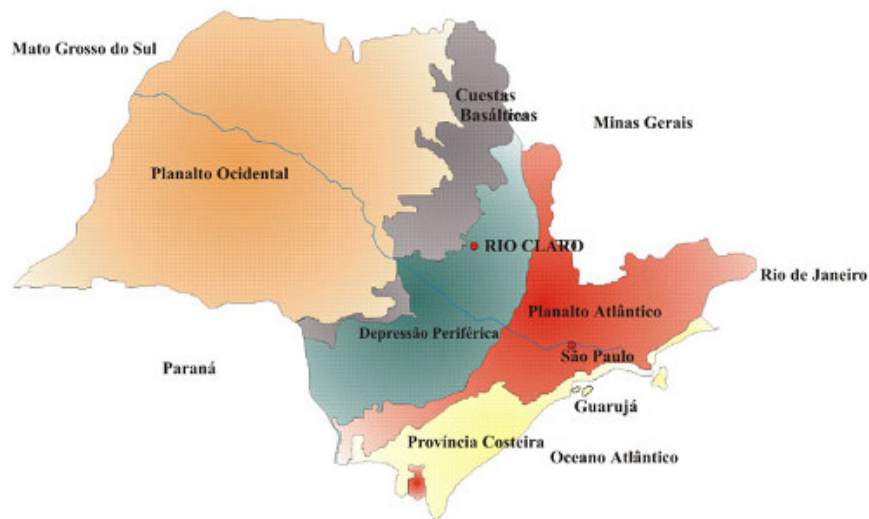 Mato Grosso do Sul
Cuestas
Basálticas
Minas Gerais
Planalto Ocidental
RIO CLARO
Rio de Janeiro
Planalto Atlântico
Depressão Periférica
São Paulo
Paraná
Guarujá
Província Costeira
Oceano Atlântico